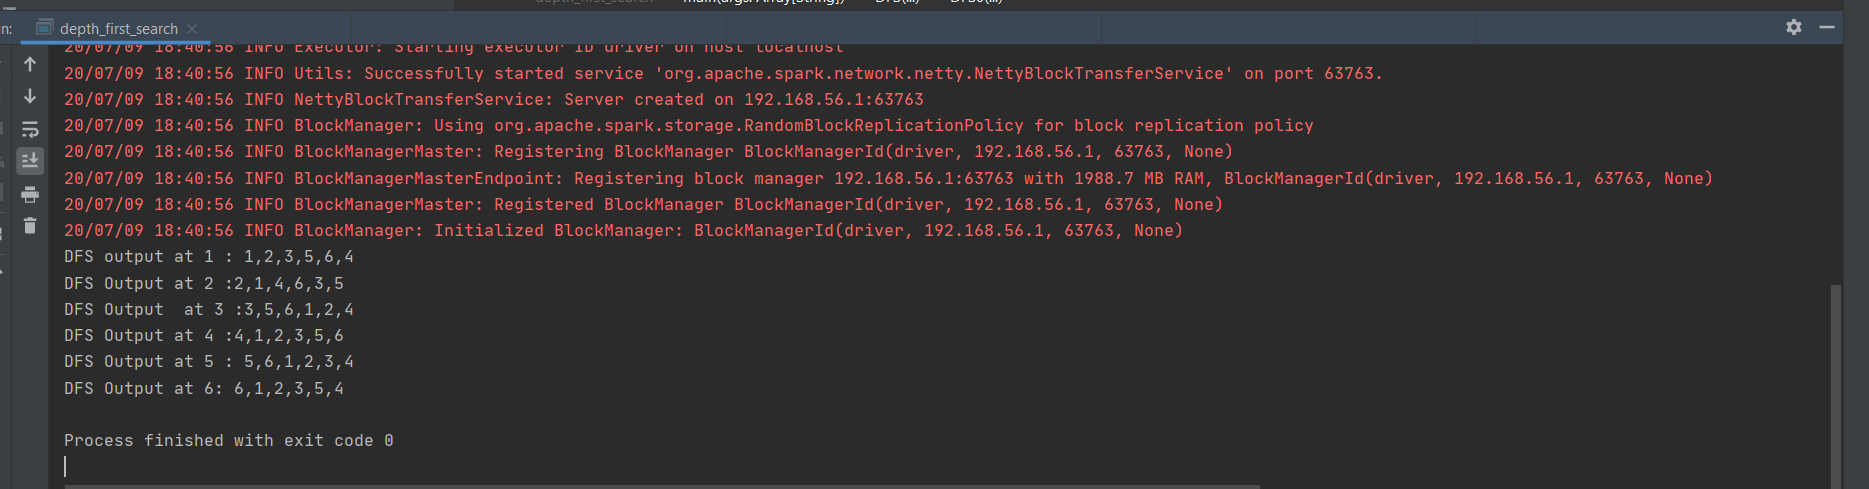 depth_first_search main(args: Array[String]) DFS(...) DFS0(...)
n: depth_first_search
20/07/09 18:40:56 INFO Executor: Starting executor ID driver on host localhost
20/07/09 18:40:56 INFO Utils: Successfully started service 'org.apache.spark.network.netty.NettyBlockTransferService' on port 63763.
20/07/09 18:40:56 INFO NettyBlockTransferService: Server created on 192.168.56.1:63763
20/07/09 18:40:56 INFO BlockManager: Using org.apache.spark.storage.RandomBlockReplicationPolicy for block replication policy
20/07/09 18:40:56 INFO BlockManagerMaster: Registering BlockManager BlockManagerId(driver, 192.168.56.1, 63763, None)
20/07/09 18:40:56 INFO BlockManagerMasterEndpoint: Registering block manager 192.168.56.1:63763 with 1988.7 MB RAM, BlockManagerId(driver, 192.168.56.1, 63763, None)
20/07/09 18:40:56 INFO BlockManagerMaster: Registered BlockManager BlockManagerId(driver, 192.168.56.1, 63763, None)
20/07/09 18:40:56 INFO BlockManager: Initialized BlockManager: BlockManagerId(driver, 192.168.56.1, 63763, None)
DFS output at 1 : 1,2,3,5,6,4
DFS Output at 2 :2,1,4,6,3,5
DFS Output  at 3 :3,5,6,1,2,4
DFS Output at 4 :4,1,2,3,5,6
DFS Output at 5 : 5,6,1,2,3,4
DFS Output at 6: 6,1,2,3,5,4
Process finished with exit code 0